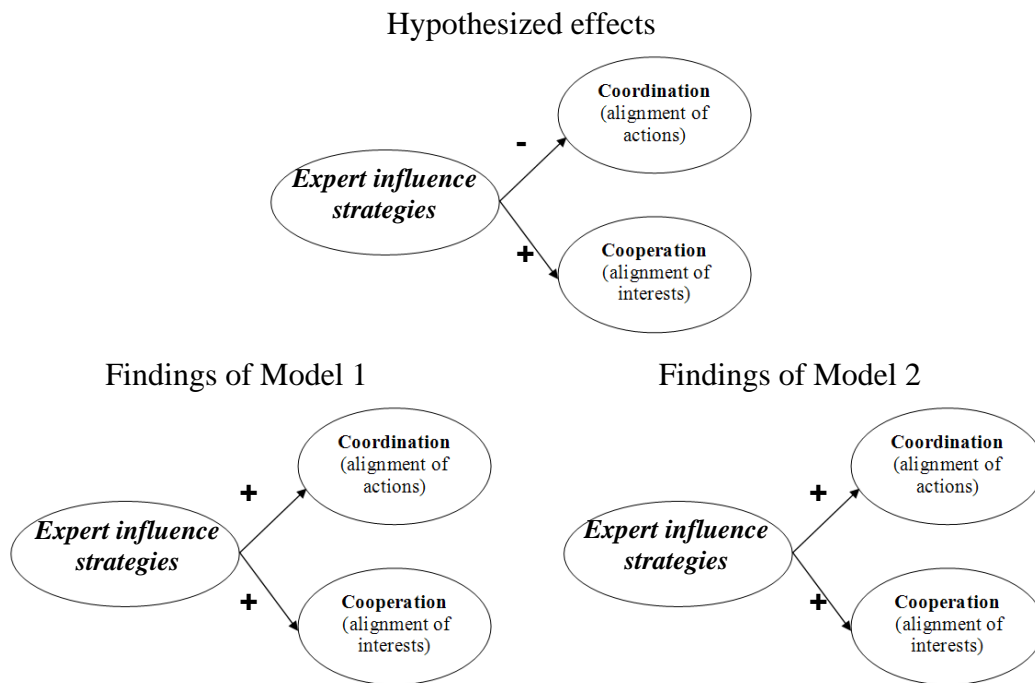 Hypothesized effects
Coordination
(alignment of
actions)
-
Expert influence
strategies
+
Cooperation
(alignment of
interests)
Findings of Model 1
Coordination
(alignment of
actions)
+
Expert influence
strategies
+
Cooperation
(alignment of
interests)
Findings of Model 2
Coordination
(alignment of
actions)
+
Expert influence
strategies
+
Cooperation
(alignment of
interests)